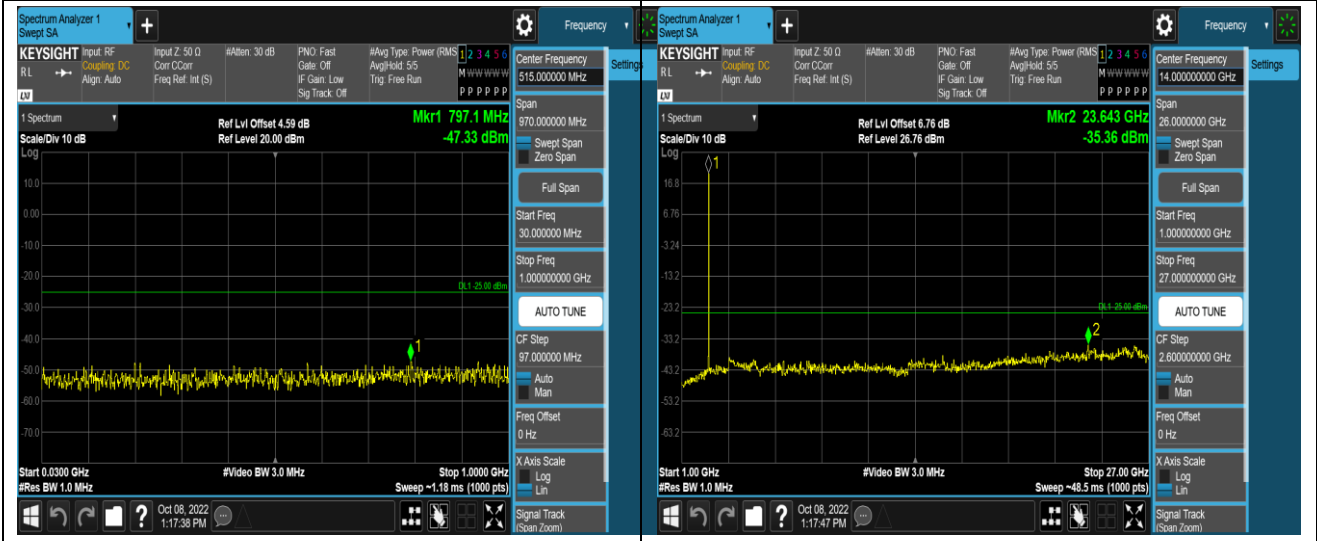 Spectrum Analyzer 1
Swept SA
+
Frequency
KEYSIGHT
RL
LXI
Input: RF
Coupling: DC
Align: Auto
Input Z: 50 Ω
Corr CCorr
Freq Ref: Int (S)
#Atten: 30 dB
PNO: Fast
Gate: Off
IF Gain: Low
Sig Track: Off
#Avg Type: Power (RMS
Avg|Hold: 5/5
Trig: Free Run
1 2 3 4 5 6
M W W W W W
P P P P P P
Center Frequency
515.000000 MHz
Settings
Span
970.000000 MHz
Swept Span
Zero Span
Full Span
Start Freq
30.000000 MHz
Stop Freq
1.000000000 GHz
AUTO TUNE
CF Step
97.000000 MHz
Auto
Man
Freq Offset
0 Hz
X Axis Scale
Log
Lin
Signal Track
(Span Zoom)
1 Spectrum
Scale/Div 10 dB
Log
Ref Lvl Offset 4.59 dB
Ref Level 20.00 dBm
Mkr1 797.1 MHz
-47.33 dBm
10.0
0.00
-10.0
-20.0
DL1 -25.00 dBm
-30.0
-40.0
1
-50.0
-60.0
-70.0
Start 0.0300 GHz
#Res BW 1.0 MHz
#Video BW 3.0 MHz
Stop 1.0000 GHz
Sweep ~1.18 ms (1000 pts)
?
Oct 08, 2022
1:17:38 PM
Spectrum Analyzer 1
Swept SA
+
Frequency
KEYSIGHT
RL
LXI
Input: RF
Coupling: DC
Align: Auto
Input Z: 50 Ω
Corr CCorr
Freq Ref: Int (S)
#Atten: 30 dB
PNO: Fast
Gate: Off
IF Gain: Low
Sig Track: Off
#Avg Type: Power (RMS
Avg|Hold: 5/5
Trig: Free Run
1 2 3 4 5 6
M W W W W W
P P P P P P
Center Frequency
14.000000000 GHz
Settings
Span
26.0000000 GHz
Swept Span
Zero Span
Full Span
Start Freq
1.000000000 GHz
Stop Freq
27.000000000 GHz
AUTO TUNE
CF Step
2.600000000 GHz
Auto
Man
Freq Offset
0 Hz
X Axis Scale
Log
Lin
Signal Track
(Span Zoom)
1 Spectrum
Scale/Div 10 dB
Log
Ref Lvl Offset 6.76 dB
Ref Level 26.76 dBm
Mkr2 23.643 GHz
-35.36 dBm
1
16.8
6.76
-3.24
-13.2
-23.2
DL1 -25.00 dBm
-33.2
2
-43.2
-53.2
-63.2
Start 1.00 GHz
#Res BW 1.0 MHz
#Video BW 3.0 MHz
Stop 27.00 GHz
Sweep ~48.5 ms (1000 pts)
?
Oct 08, 2022
1:17:47 PM